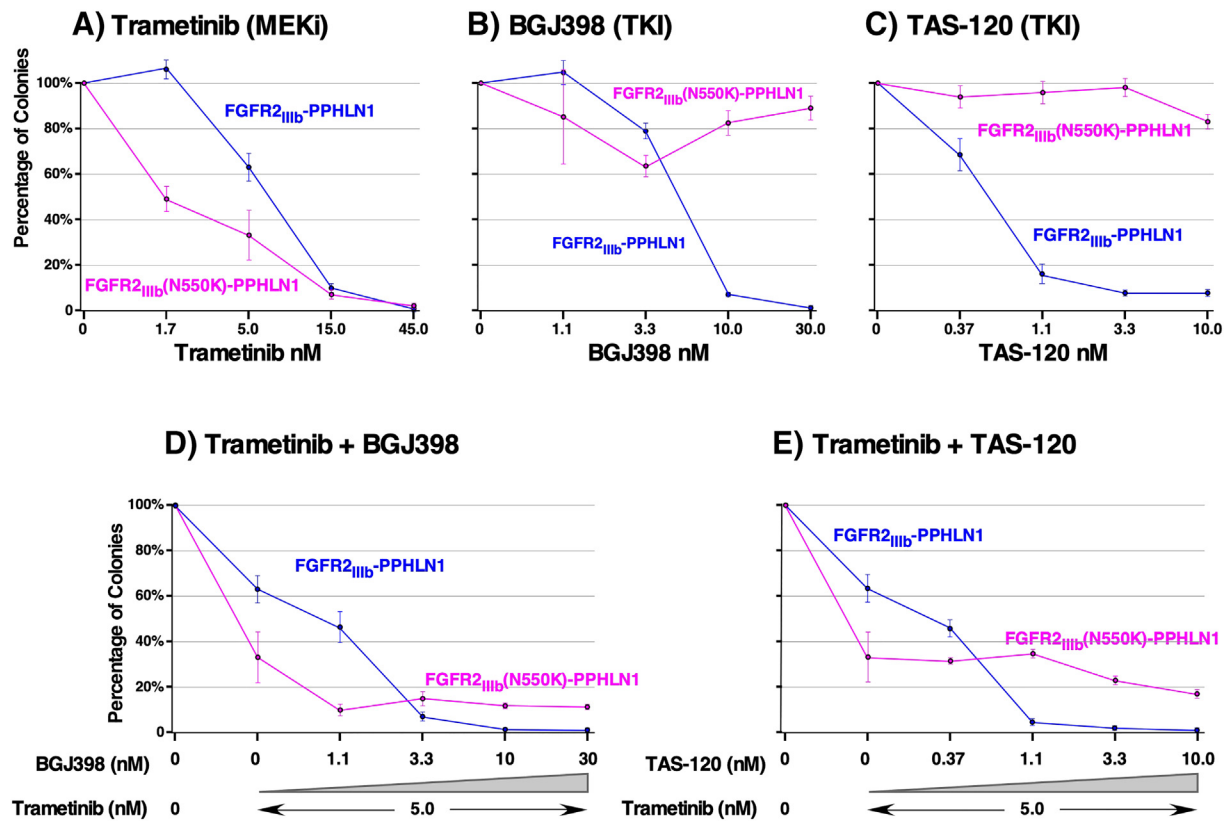 A) Trametinib (MEKi)
B) BGJ398 (TKI)
C) TAS-120 (TKI)
Percentage of Colonies
100%
80%
60%
40%
20%
0
FGFR2IIIb-PPHLN1
FGFR2IIIb(N550K)-PPHLN1
0 1.7 5.0 15.0 45.0
Trametinib nM
FGFR2IIIb(N550K)-PPHLN1
FGFR2IIIb-PPHLN1
0 1.1 3.3 10.0 30.0
BGJ398 nM
FGFR2IIIb(N550K)-PPHLN1
FGFR2IIIb-PPHLN1
0 0.37 1.1 3.3 10.0
TAS-120 nM
D) Trametinib + BGJ398
Percentage of Colonies
100%
80%
60%
40%
20%
0
FGFR2IIIb-PPHLN1
FGFR2IIIb(N550K)-PPHLN1
BGJ398 (nM) 0 0 1.1 3.3 10 30
Trametinib (nM) 0 5.0
E) Trametinib + TAS-120
100%
80%
60%
40%
20%
0
FGFR2IIIb-PPHLN1
FGFR2IIIb(N550K)-PPHLN1
TAS-120 (nM) 0 0 0.37 1.1 3.3 10.0
Trametinib (nM) 0 5.0